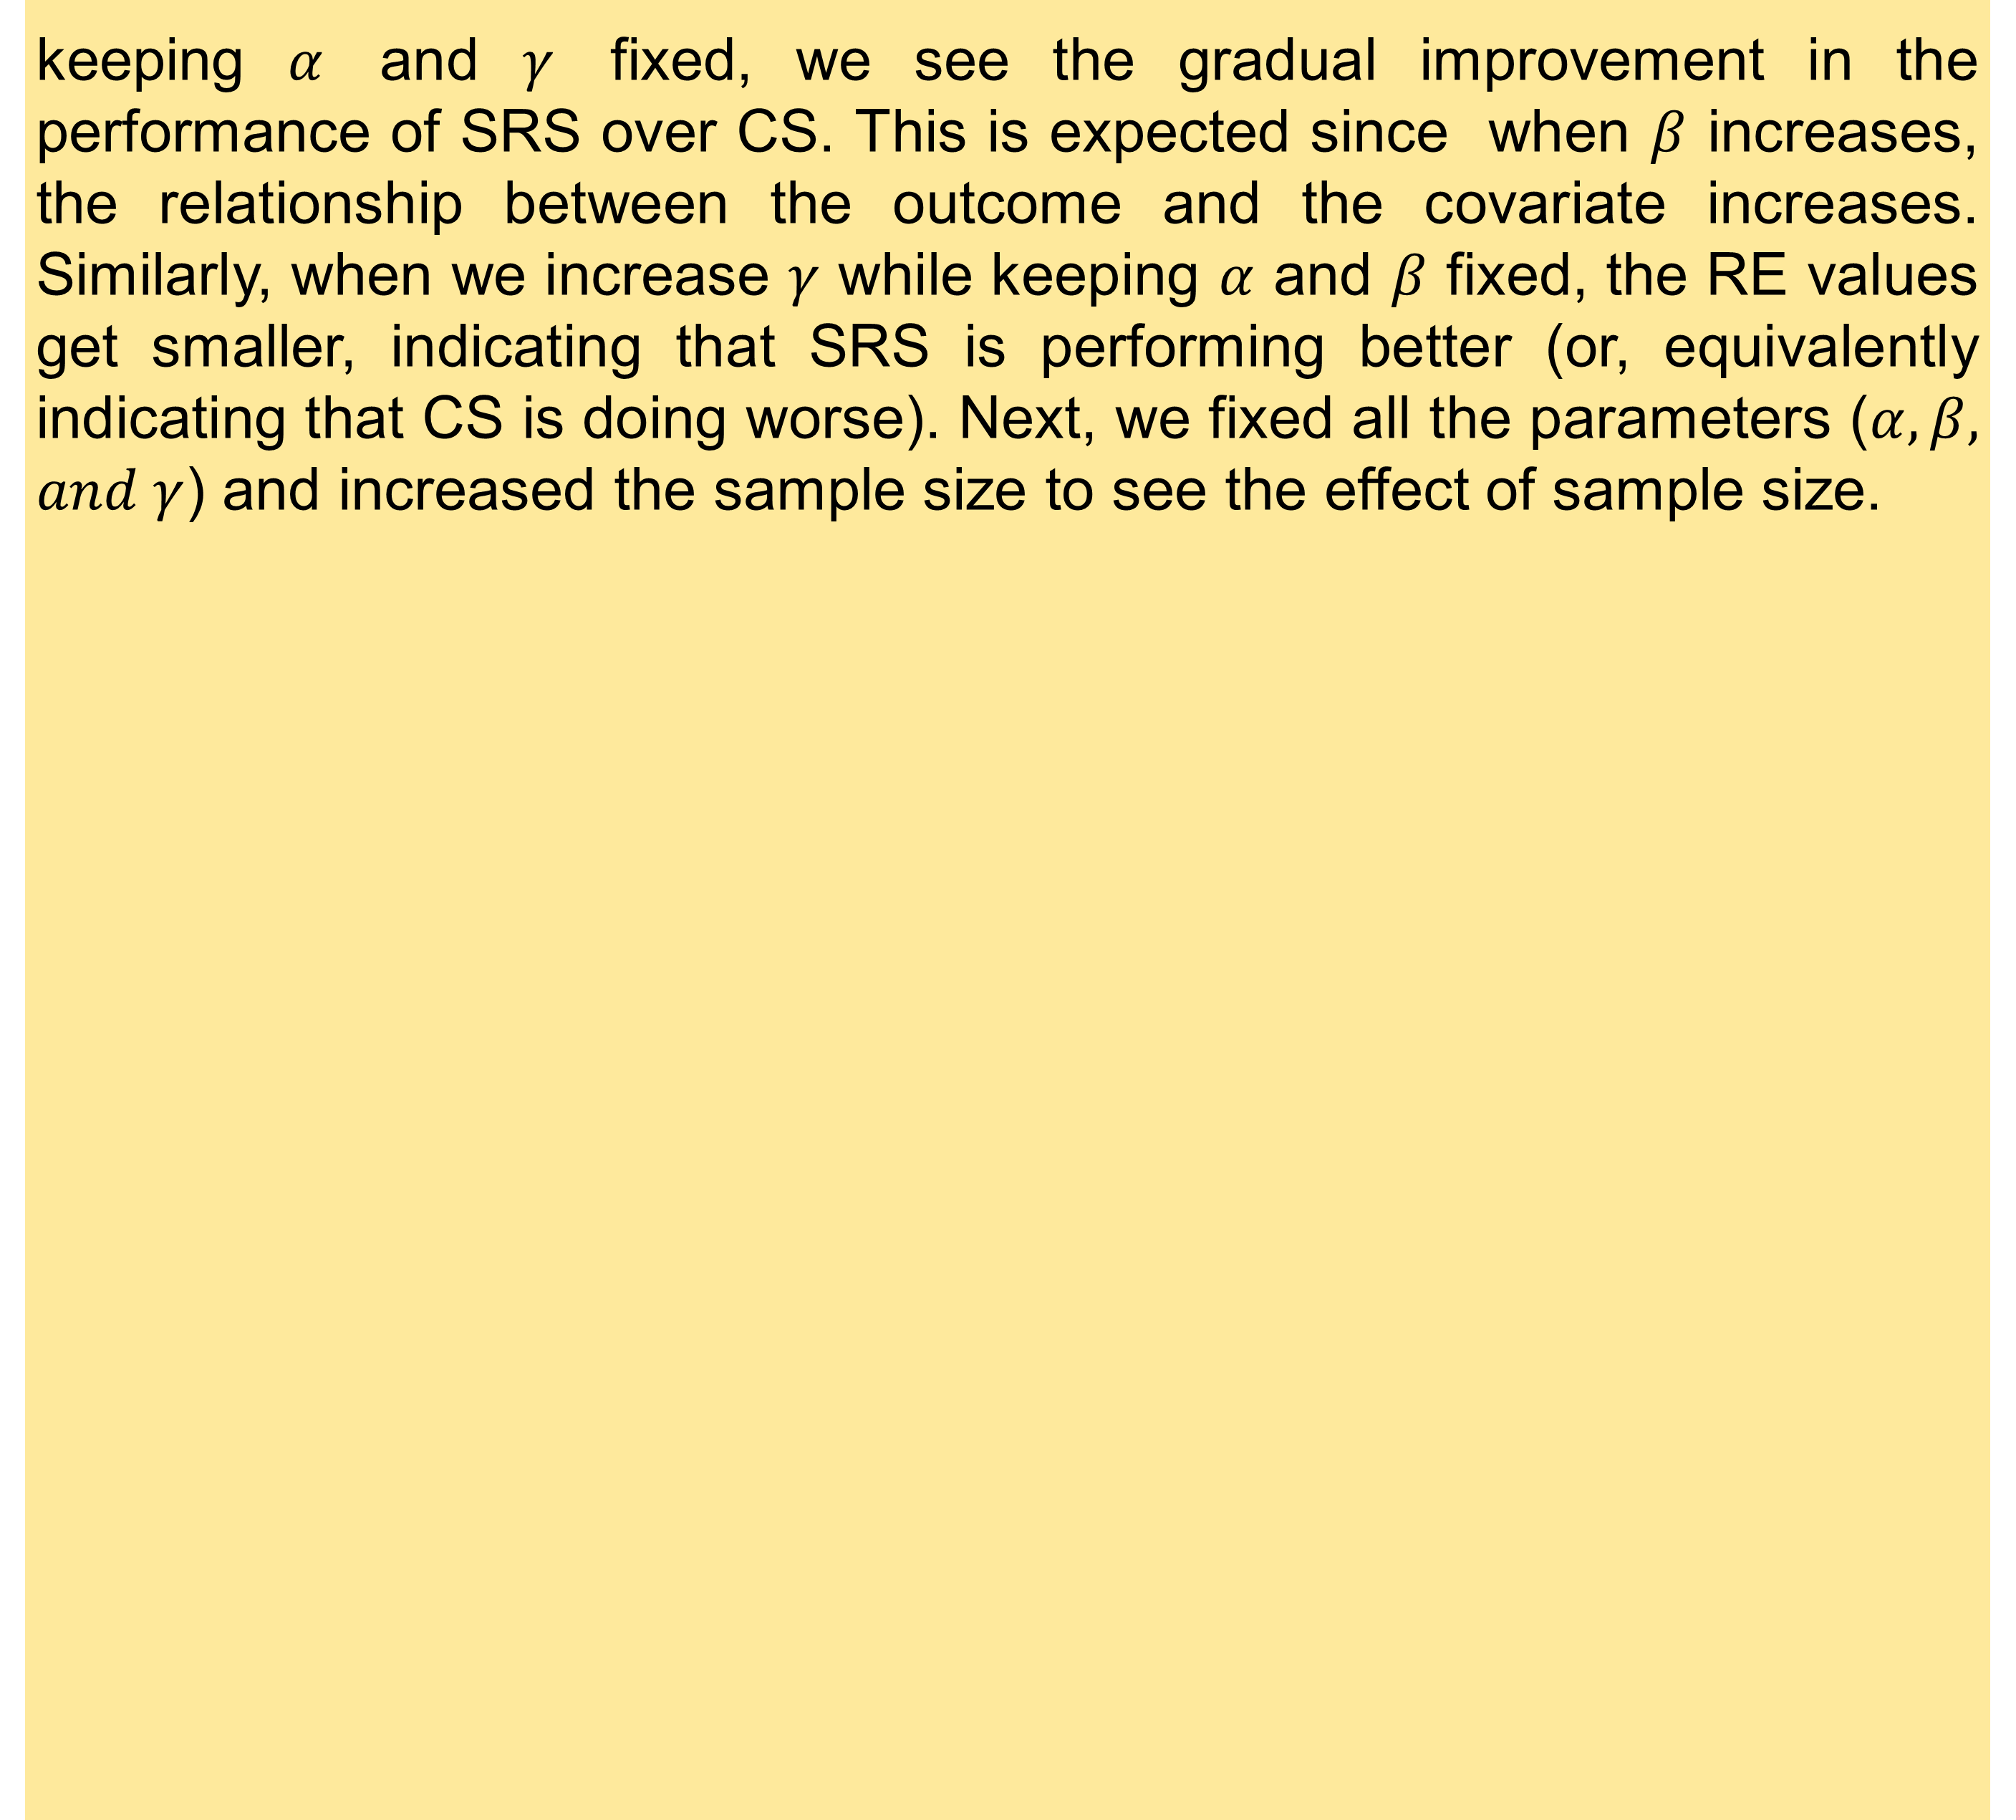 keeping α and γ fixed, we see the gradual improvement in the
performance of SRS over CS. This is expected since when β increases,
the relationship between the outcome and the covariate increases.
Similarly, when we increase γ while keeping α and β fixed, the RE values
get smaller, indicating that SRS is performing better (or, equivalently
indicating that CS is doing worse). Next, we fixed all the parameters (α, β,
and γ) and increased the sample size to see the effect of sample size.